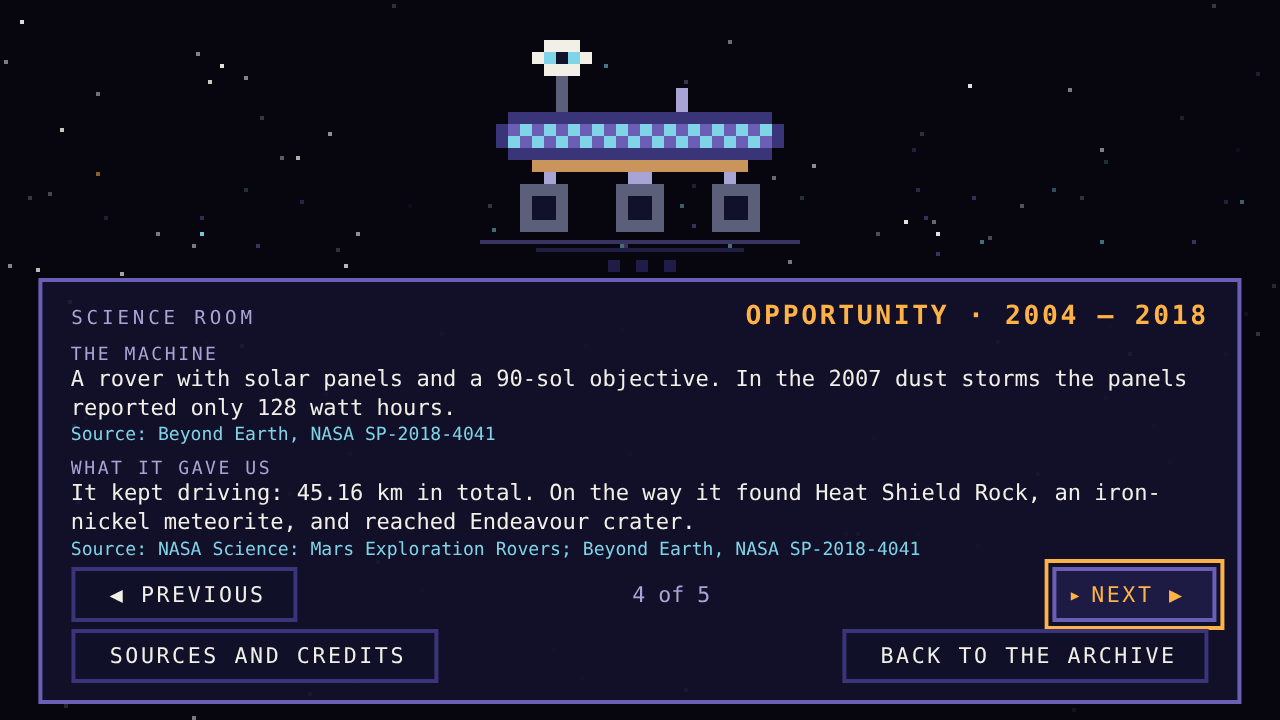 SCIENCE ROOM
OPPORTUNITY · 2004 — 2018
THE MACHINE
A rover with solar panels and a 90-sol objective. In the 2007 dust storms the panels
reported only 128 watt hours.
Source: Beyond Earth, NASA SP-2018-4041
WHAT IT GAVE US
It kept driving: 45.16 km in total. On the way it found Heat Shield Rock, an iron-
nickel meteorite, and reached Endeavour crater.
Source: NASA Science: Mars Exploration Rovers; Beyond Earth, NASA SP-2018-4041
◀ PREVIOUS
4 of 5
▸ NEXT ▶
SOURCES AND CREDITS
BACK TO THE ARCHIVE